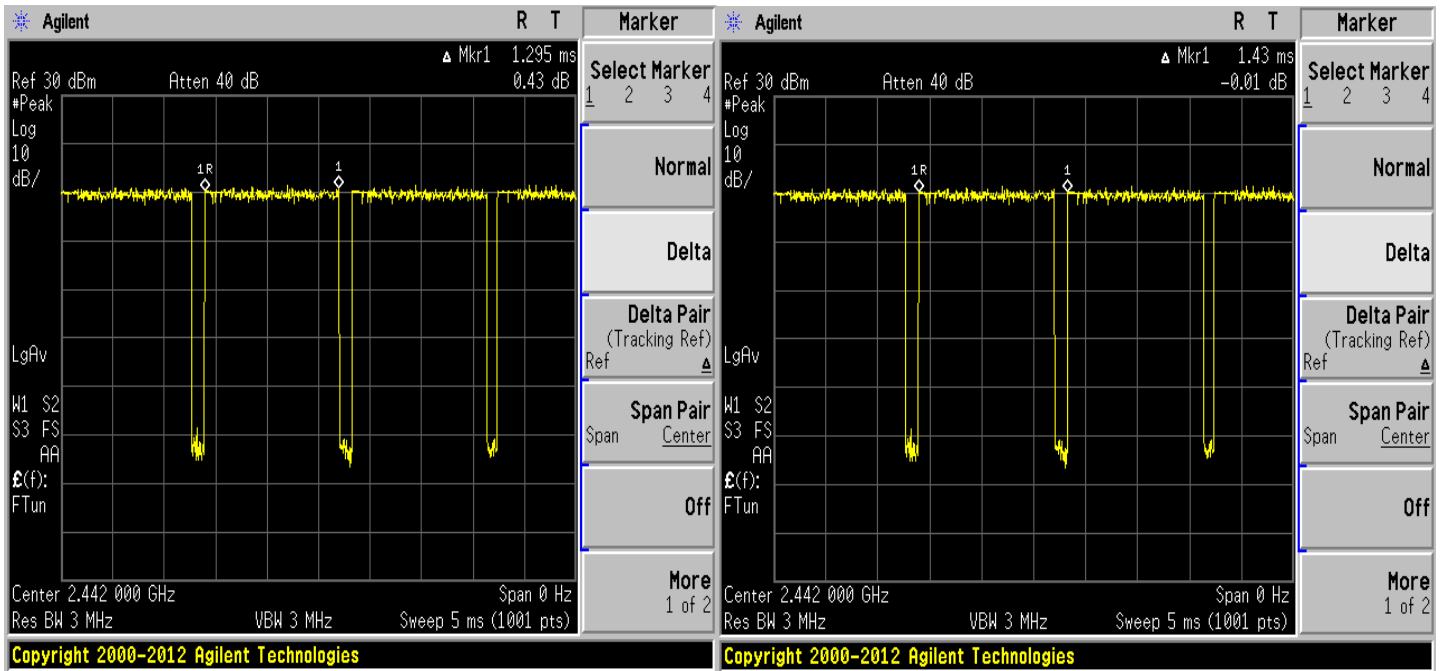 Agilent R T
Marker
Δ Mkr1 1.295 ms
Ref 30 dBm Atten 40 dB 0.43 dB
#Peak
Log
10
dB/
1R
1
LgAv
W1 S2
S3 FS
AA
£(f):
FTun
Center 2.442 000 GHz Span 0 Hz
Res BW 3 MHz VBW 3 MHz Sweep 5 ms (1001 pts)
Select Marker
1 2 3 4
Normal
Delta
Delta Pair
(Tracking Ref)
Ref Δ
Span Pair
Span Center
Off
More
1 of 2
Copyright 2000-2012 Agilent Technologies
Agilent R T
Marker
Δ Mkr1 1.43 ms
Ref 30 dBm Atten 40 dB -0.01 dB
#Peak
Log
10
dB/
1R
1
LgAv
W1 S2
S3 FS
AA
£(f):
FTun
Center 2.442 000 GHz Span 0 Hz
Res BW 3 MHz VBW 3 MHz Sweep 5 ms (1001 pts)
Select Marker
1 2 3 4
Normal
Delta
Delta Pair
(Tracking Ref)
Ref Δ
Span Pair
Span Center
Off
More
1 of 2
Copyright 2000-2012 Agilent Technologies